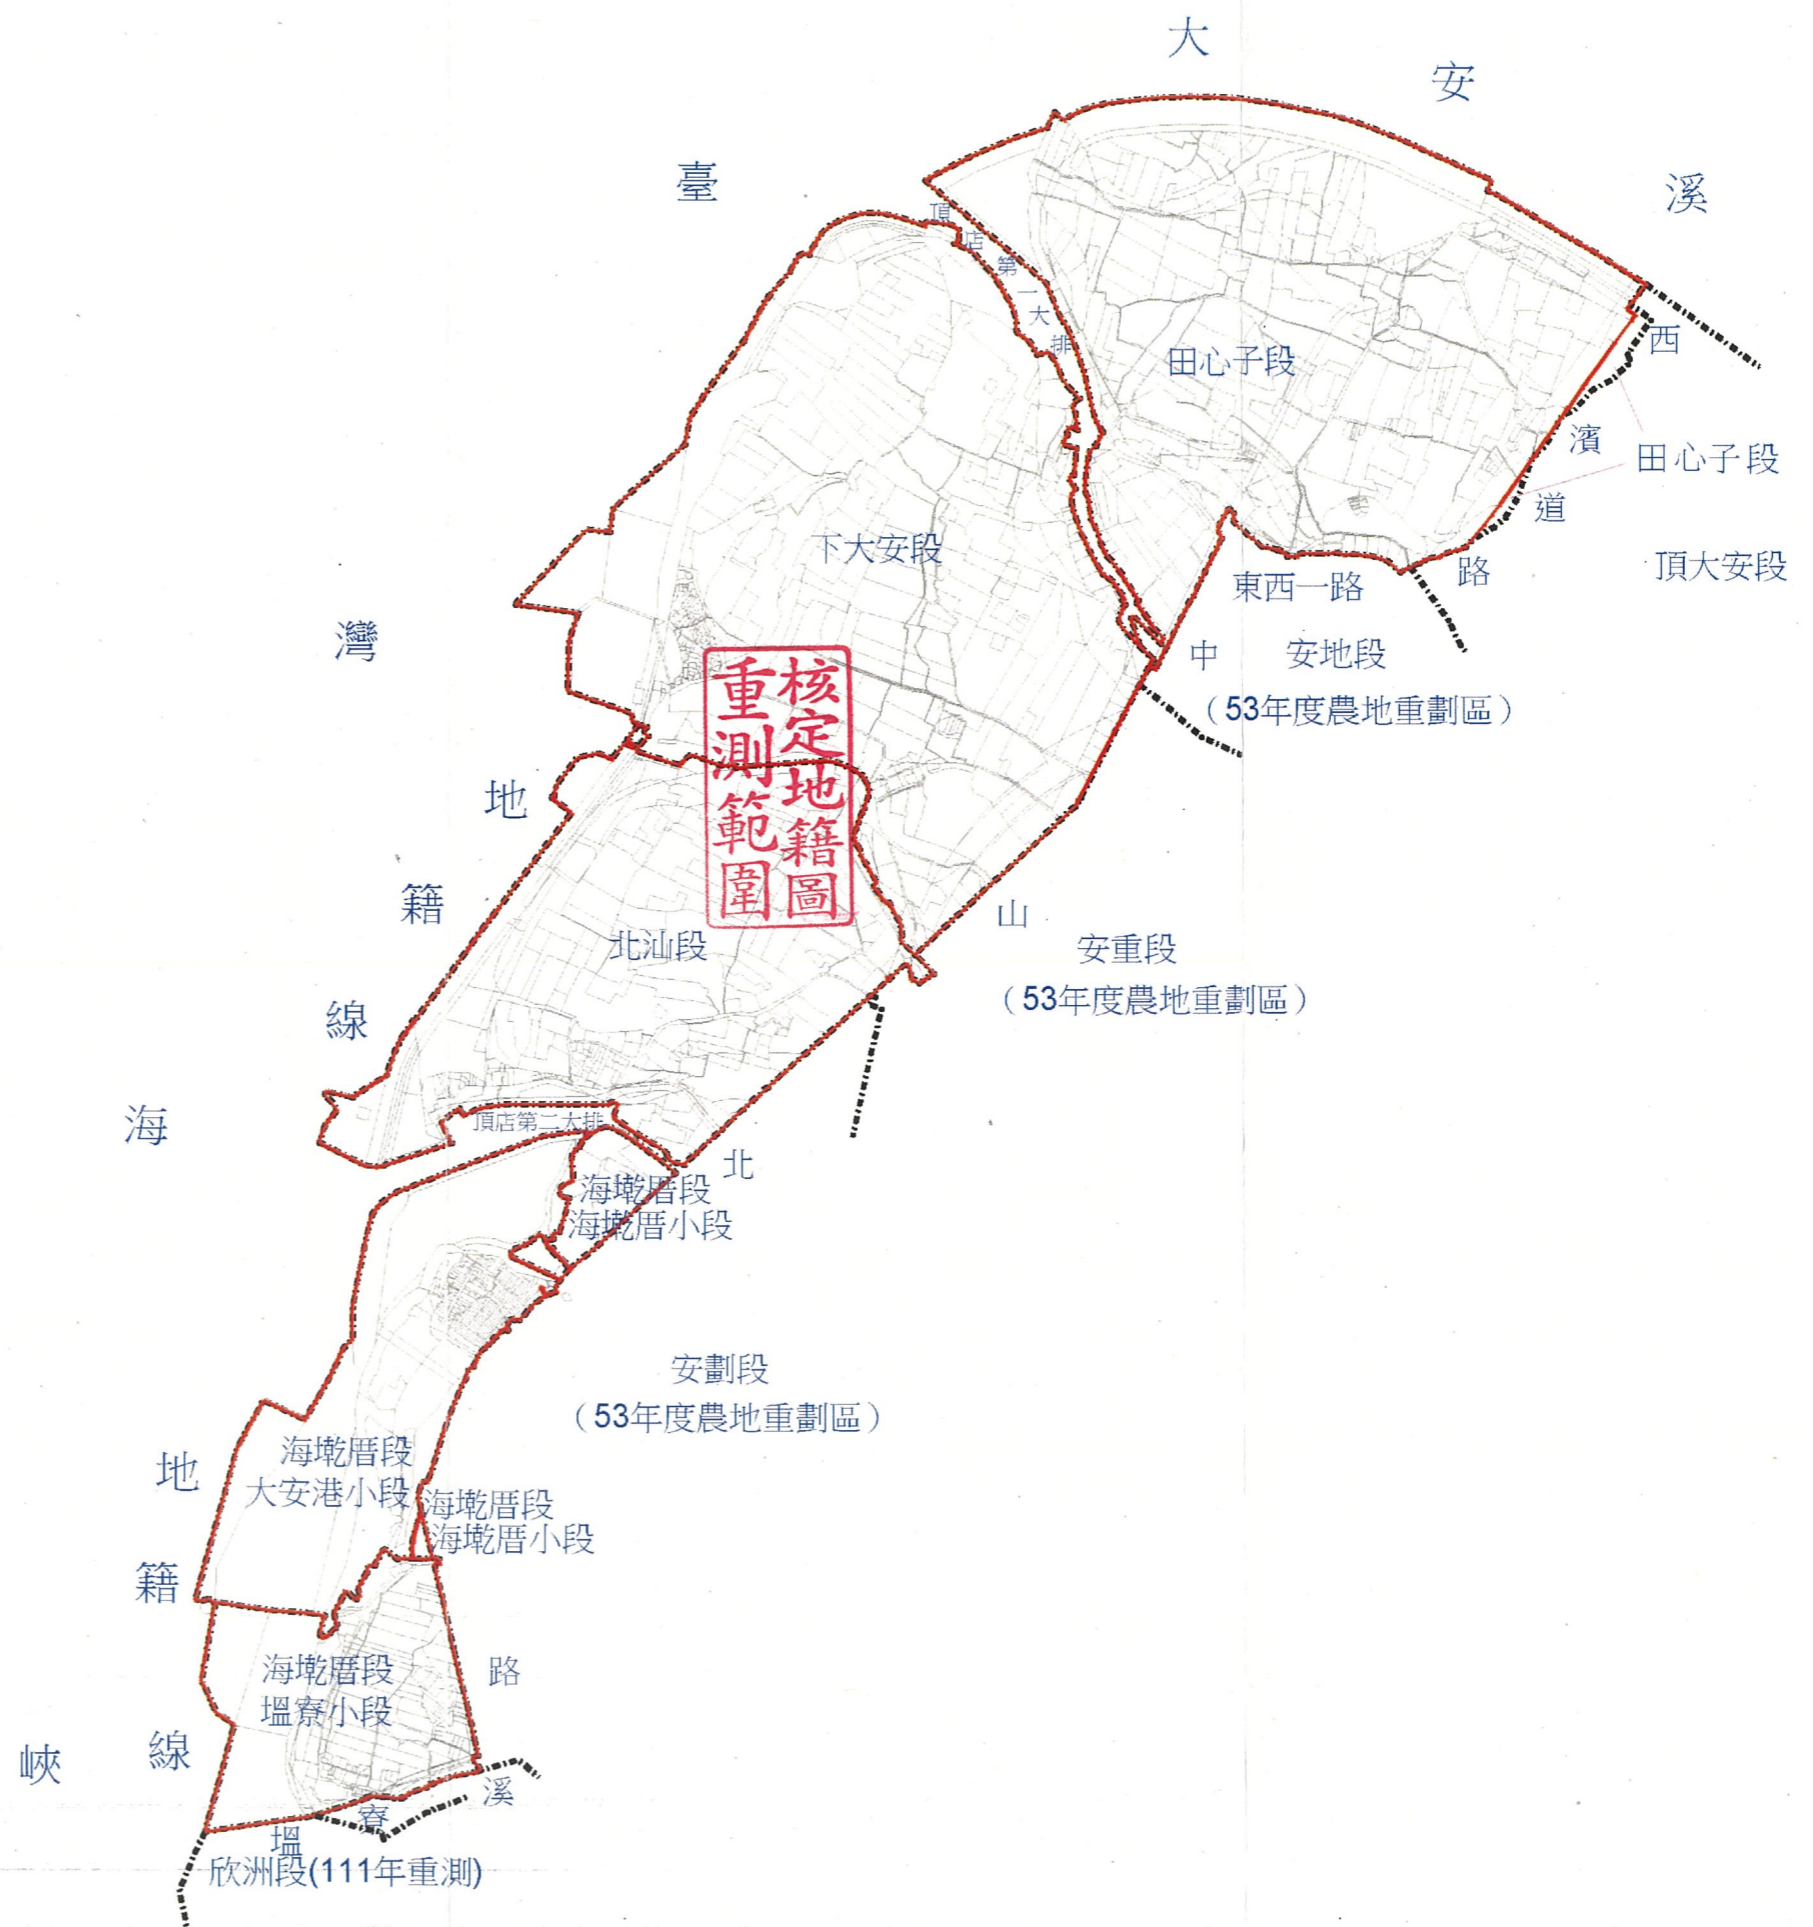 大安溪
臺灣海峽
頂店第一大排
田心子段
西濱道路
田心子段
頂大安段
下大安段
東西一路
安地段
（53年度農地重劃區）
中山北路
核定地籍圖
重測範圍
地籍線
北汕段
安重段
（53年度農地重劃區）
頂店第二大排
海墘厝段
海墘厝小段
安劃段
（53年度農地重劃區）
海墘厝段
大安港小段
海墘厝段
海墘厝小段
地籍線
海墘厝段
塭寮小段
塭寮溪
欣洲段(111年重測)